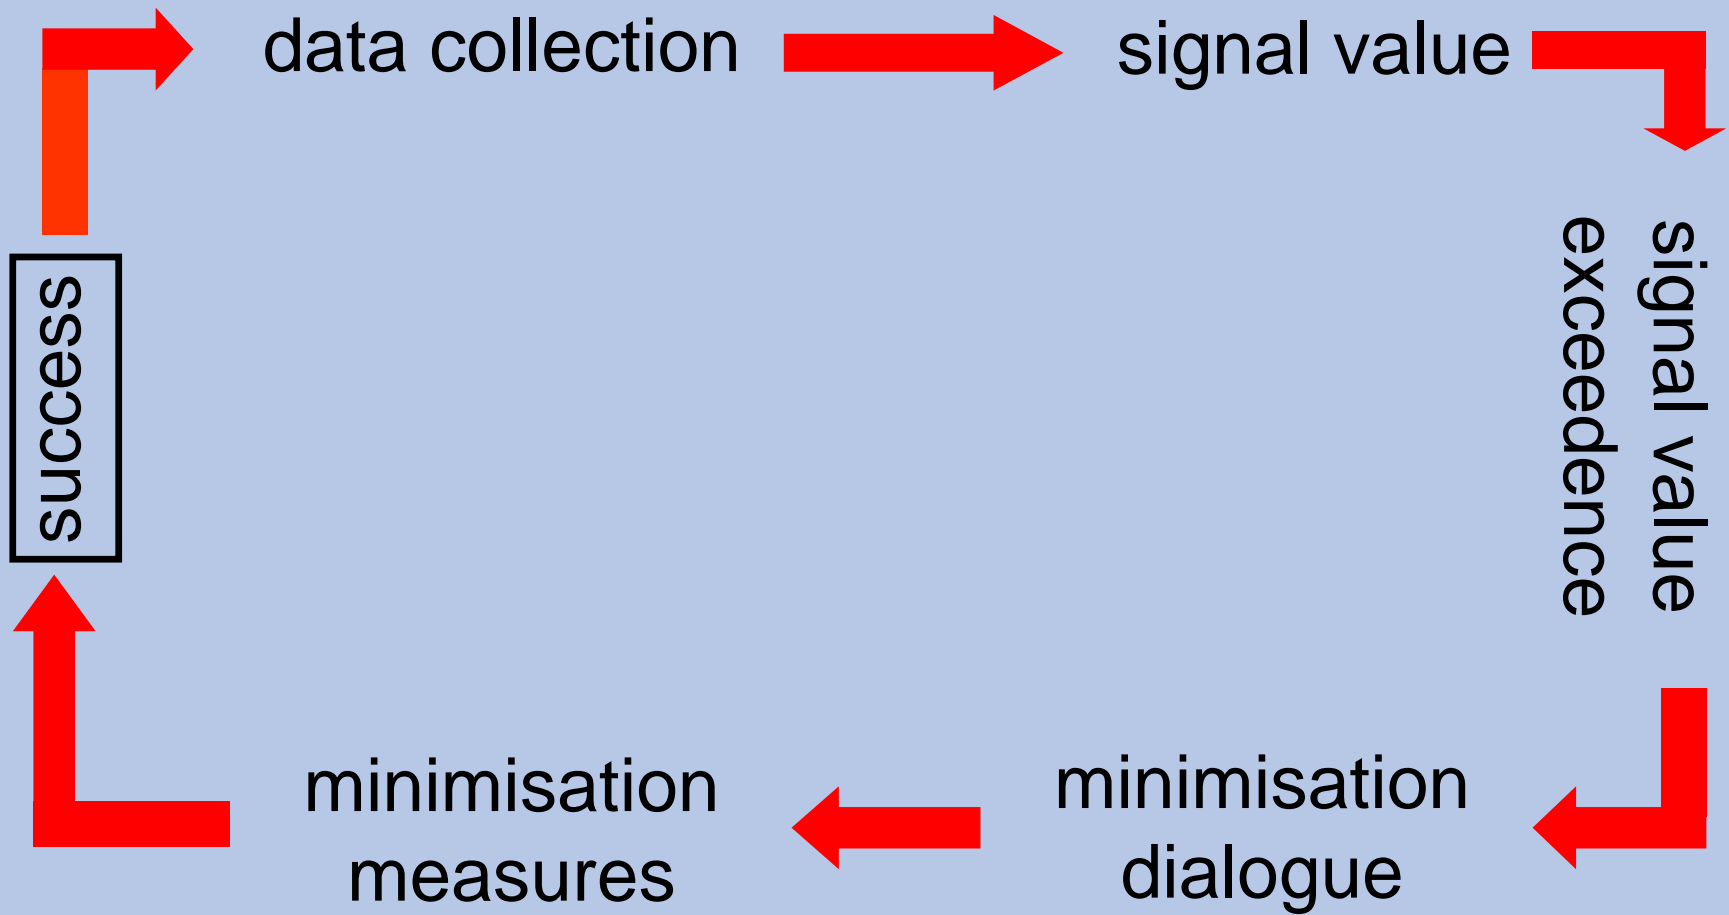 data collection
signal value
signal value
exceedence
minimisation
dialogue
minimisation
measures
success